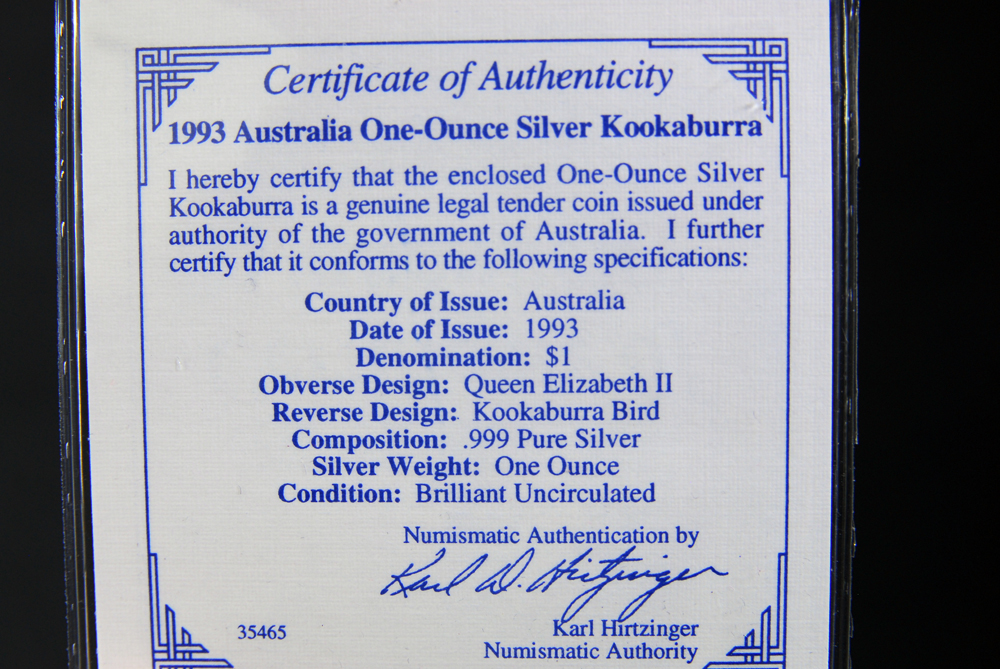 Certificate of Authenticity
1993 Australia One-Ounce Silver Kookaburra
I hereby certify that the enclosed One-Ounce Silver
Kookaburra is a genuine legal tender coin issued under
authority of the government of Australia. I further
certify that it conforms to the following specifications:
Country of Issue: Australia
Date of Issue: 1993
Denomination: $1
Obverse Design: Queen Elizabeth II
Reverse Design: Kookaburra Bird
Composition: .999 Pure Silver
Silver Weight: One Ounce
Condition: Brilliant Uncirculated
Numismatic Authentication by
Karl D. Hirtzinger
35465 Karl Hirtzinger
Numismatic Authority